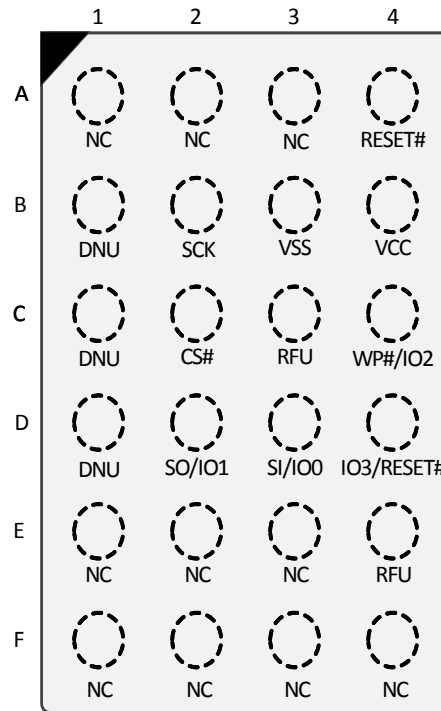 1 2 3 4
A
NC NC NC RESET#
B
DNU SCK VSS VCC
C
DNU CS# RFU WP#/IO2
D
DNU SO/IO1 SI/IO0 IO3/RESET#
E
NC NC NC RFU
F
NC NC NC NC